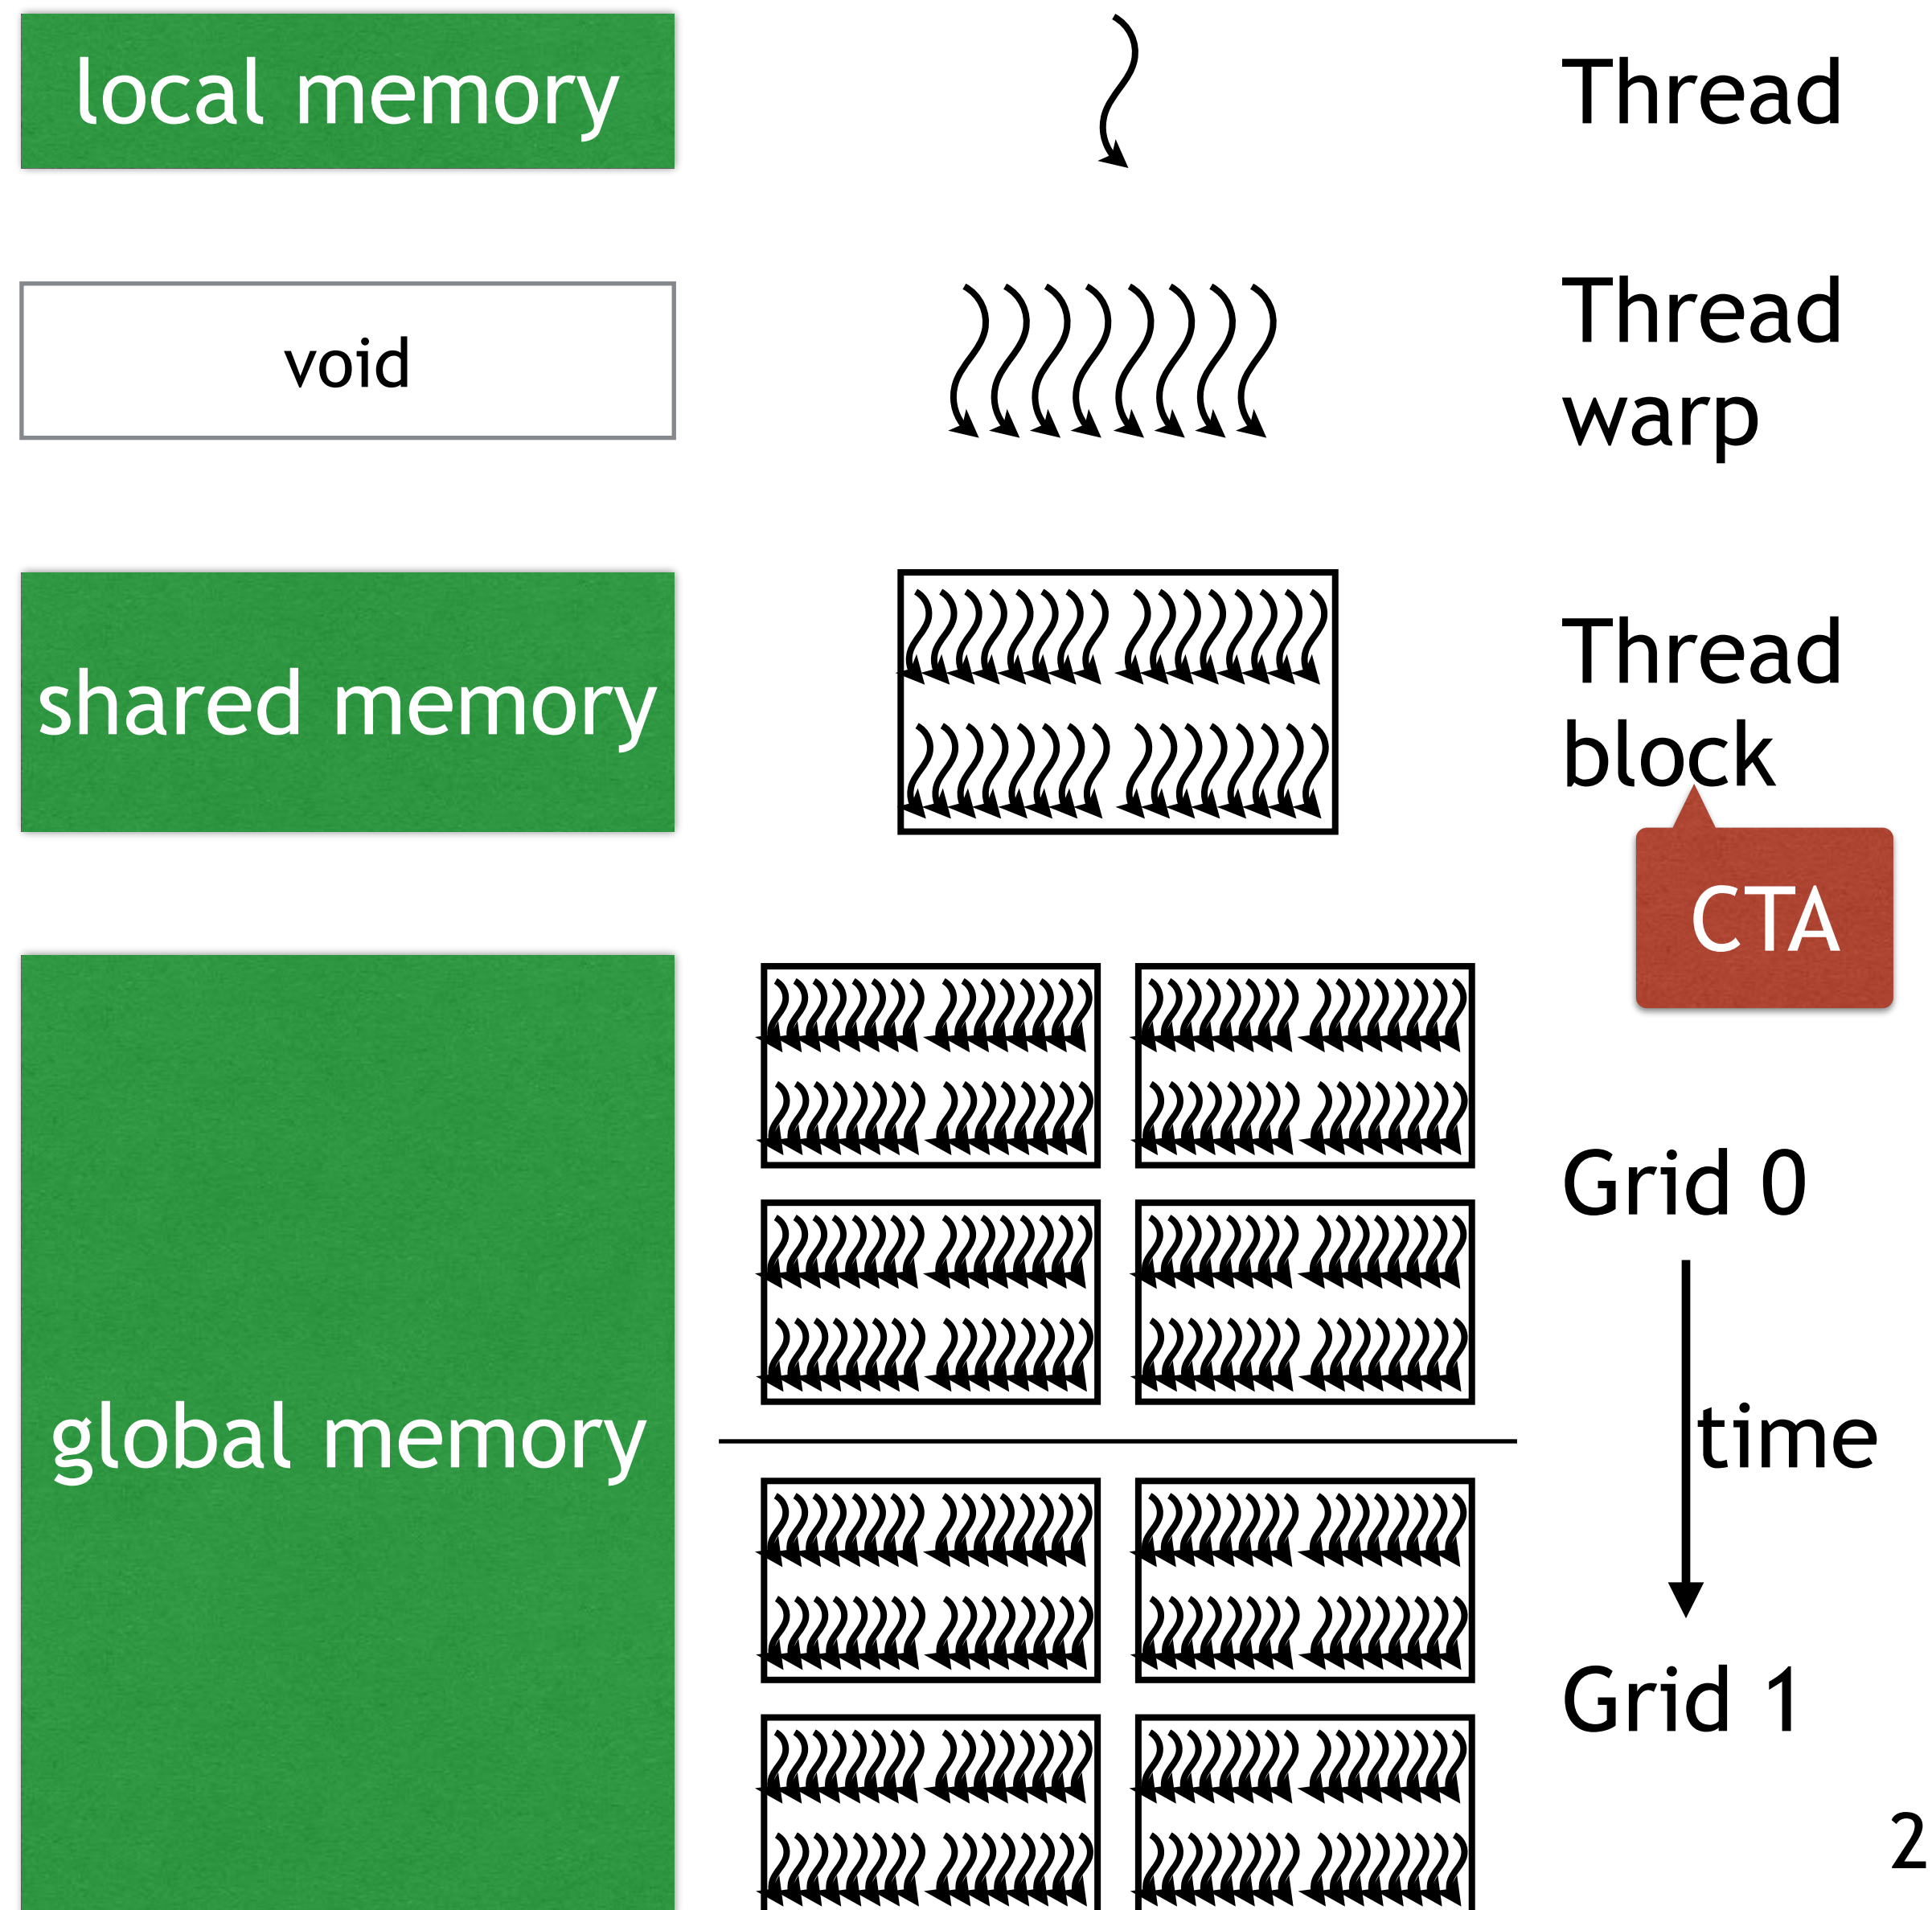 local memory
Thread
void
Thread
warp
shared memory
Thread
block
CTA
Grid 0
global memory
time
Grid 1
2